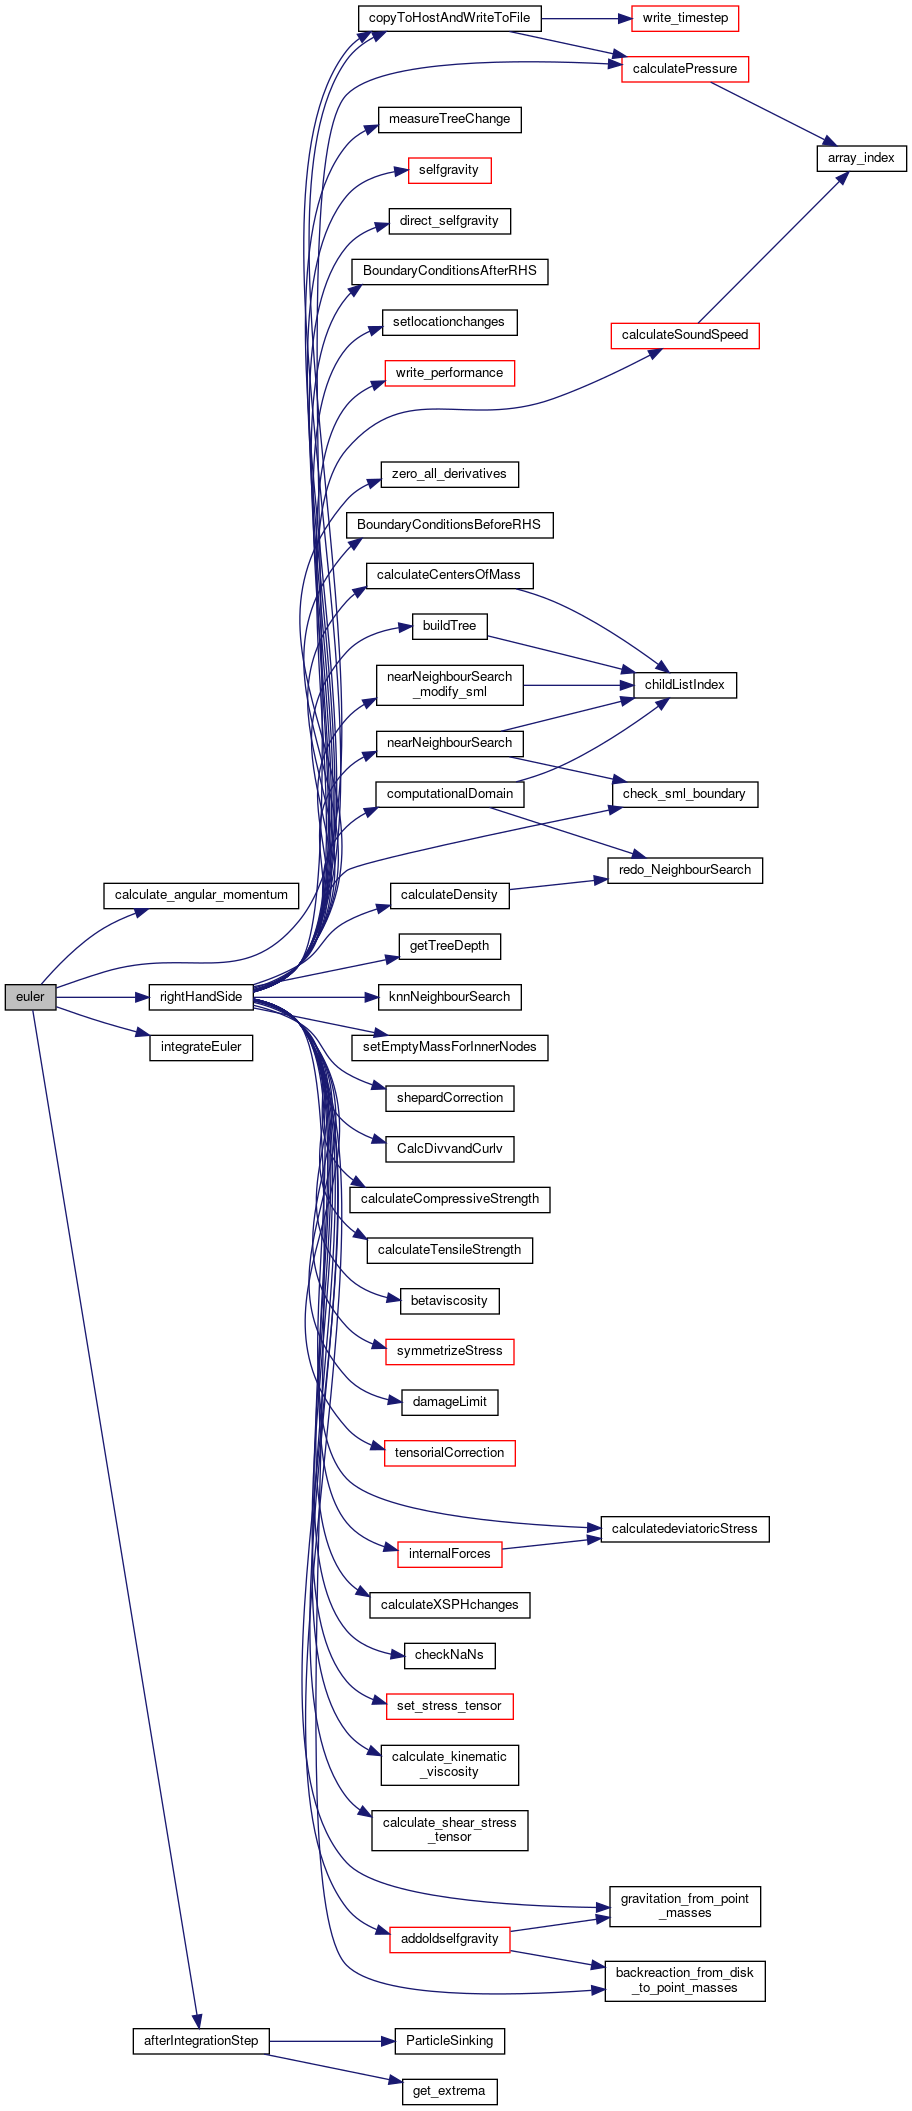 copyToHostAndWriteToFile
write_timestep
calculatePressure
measureTreeChange
array_index
selfgravity
direct_selfgravity
BoundaryConditionsAfterRHS
setlocationchanges
calculateSoundSpeed
write_performance
zero_all_derivatives
BoundaryConditionsBeforeRHS
calculateCentersOfMass
buildTree
nearNeighbourSearch
_modify_sml
childListIndex
nearNeighbourSearch
computationalDomain
check_sml_boundary
redo_NeighbourSearch
calculate_angular_momentum
calculateDensity
getTreeDepth
euler
rightHandSide
knnNeighbourSearch
integrateEuler
setEmptyMassForInnerNodes
shepardCorrection
CalcDivvandCurlv
calculateCompressiveStrength
calculateTensileStrength
betaviscosity
symmetrizeStress
damageLimit
tensorialCorrection
calculatedeviatoricStress
internalForces
calculateXSPHchanges
checkNaNs
set_stress_tensor
calculate_kinematic
_viscosity
calculate_shear_stress
_tensor
gravitation_from_point
_masses
addoldselfgravity
backreaction_from_disk
_to_point_masses
afterIntegrationStep
ParticleSinking
get_extrema